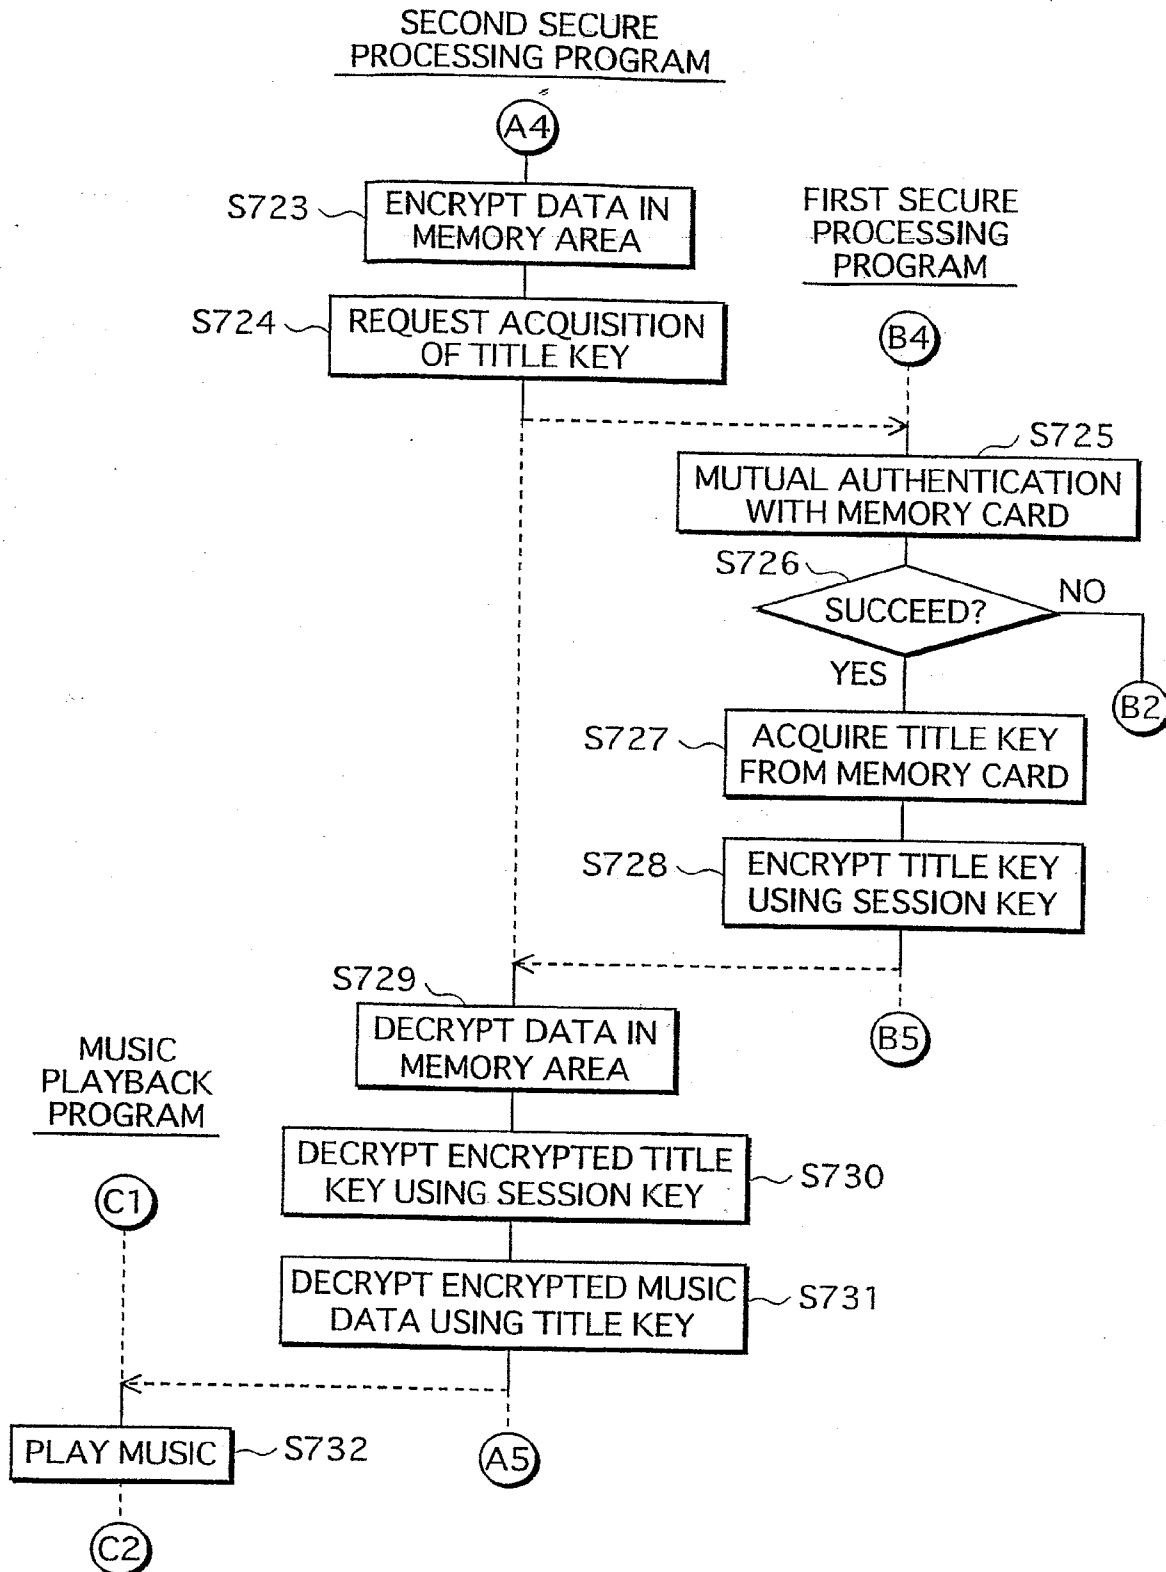 SECOND SECURE
PROCESSING PROGRAM
A4
S723
ENCRYPT DATA IN
MEMORY AREA
FIRST SECURE
PROCESSING
PROGRAM
S724
REQUEST ACQUISITION
OF TITLE KEY
B4
S725
MUTUAL AUTHENTICATION
WITH MEMORY CARD
S726
SUCCEED?
NO
YES
B2
S727
ACQUIRE TITLE KEY
FROM MEMORY CARD
S728
ENCRYPT TITLE KEY
USING SESSION KEY
S729
DECRYPT DATA IN
MEMORY AREA
B5
MUSIC
PLAYBACK
PROGRAM
DECRYPT ENCRYPTED TITLE
KEY USING SESSION KEY
S730
C1
DECRYPT ENCRYPTED MUSIC
DATA USING TITLE KEY
S731
PLAY MUSIC
S732
A5
C2